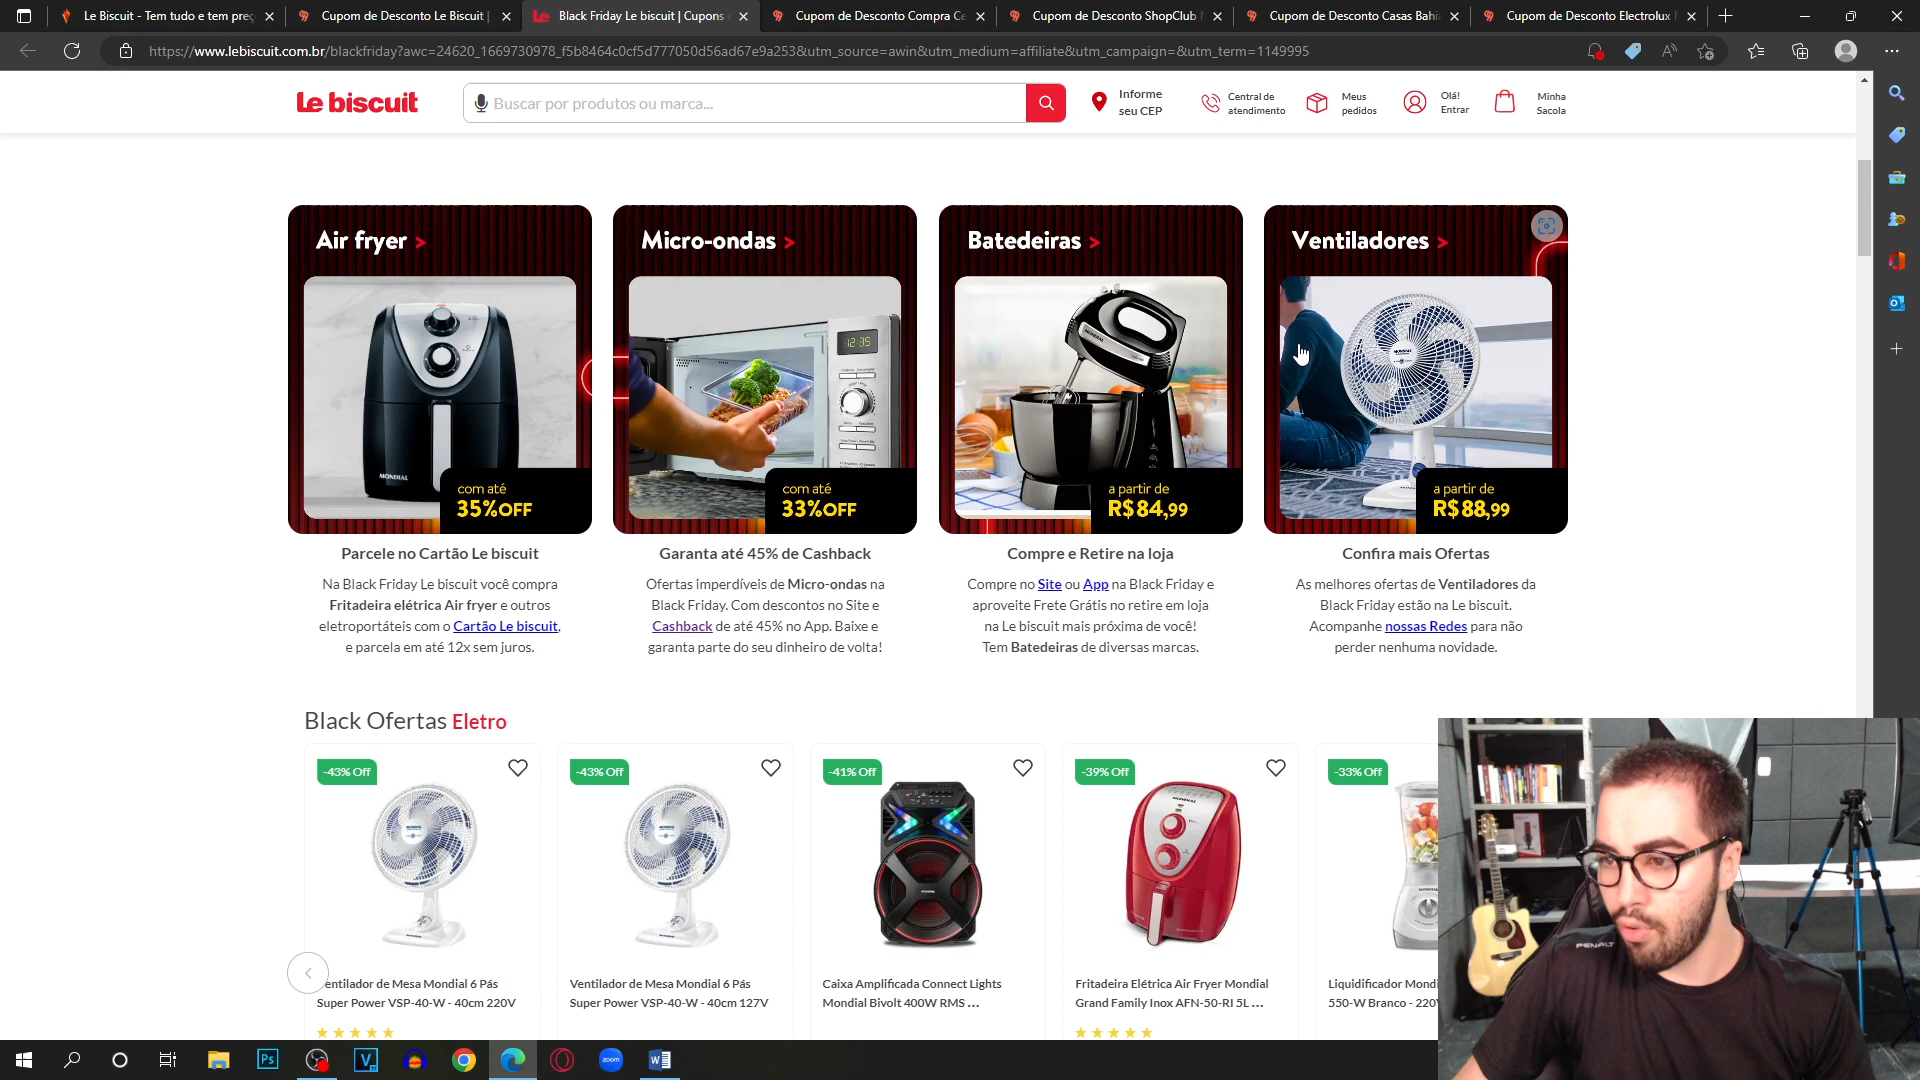 Le Biscuit - Tem tudo e tem preç
Cupom de Desconto Le Biscuit |
Black Friday Le biscuit | Cupons
Cupom de Desconto Compra Ce
Cupom de Desconto ShopClub
Cupom de Desconto Casas Bahi
Cupom de Desconto Electrolux
https://www.lebiscuit.com.br/blackfriday?awc=24620_1669730978_f5b8464c0cf5d777050d56ad67e9a253&utm_source=awin&utm_medium=affiliate&utm_campaign=&utm_term=1149995
Le biscuit
Buscar por produtos ou marca...
Informe
seu CEP
Central de
atendimento
Meus
pedidos
Olá!
Entrar
Minha
Sacola
Air fryer >
MONDIAL
com até
35%OFF
Parcele no Cartão Le biscuit
Na Black Friday Le biscuit você compra
Fritadeira elétrica Air fryer e outros
eletroportáteis com o Cartão Le biscuit,
e parcela em até 12x sem juros.
Micro-ondas >
12:35
com até
33%OFF
Garanta até 45% de Cashback
Ofertas imperdíveis de Micro-ondas na
Black Friday. Com descontos no Site e
Cashback de até 45% no App. Baixe e
garanta parte do seu dinheiro de volta!
Batedeiras >
a partir de
R$84,99
Compre e Retire na loja
Compre no Site ou App na Black Friday e
aproveite Frete Grátis no retire em loja
na Le biscuit mais próxima de você!
Tem Batedeiras de diversas marcas.
Ventiladores >
a partir de
R$88,99
Confira mais Ofertas
As melhores ofertas de Ventiladores da
Black Friday estão na Le biscuit.
Acompanhe nossas Redes para não
perder nenhuma novidade.
Black Ofertas Eletro
-43% Off
entilador de Mesa Mondial 6 Pás
Super Power VSP-40-W - 40cm 220V
-43% Off
Ventilador de Mesa Mondial 6 Pás
Super Power VSP-40-W - 40cm 127V
-41% Off
Caixa Amplificada Connect Lights
Mondial Bivolt 400W RMS ...
-39% Off
Fritadeira Elétrica Air Fryer Mondial
Grand Family Inox AFN-50-RI 5L ...
-33% Off
Liquidificador Mondi
550-W Branco - 220V
PENALT
Ps
V
zoom
W